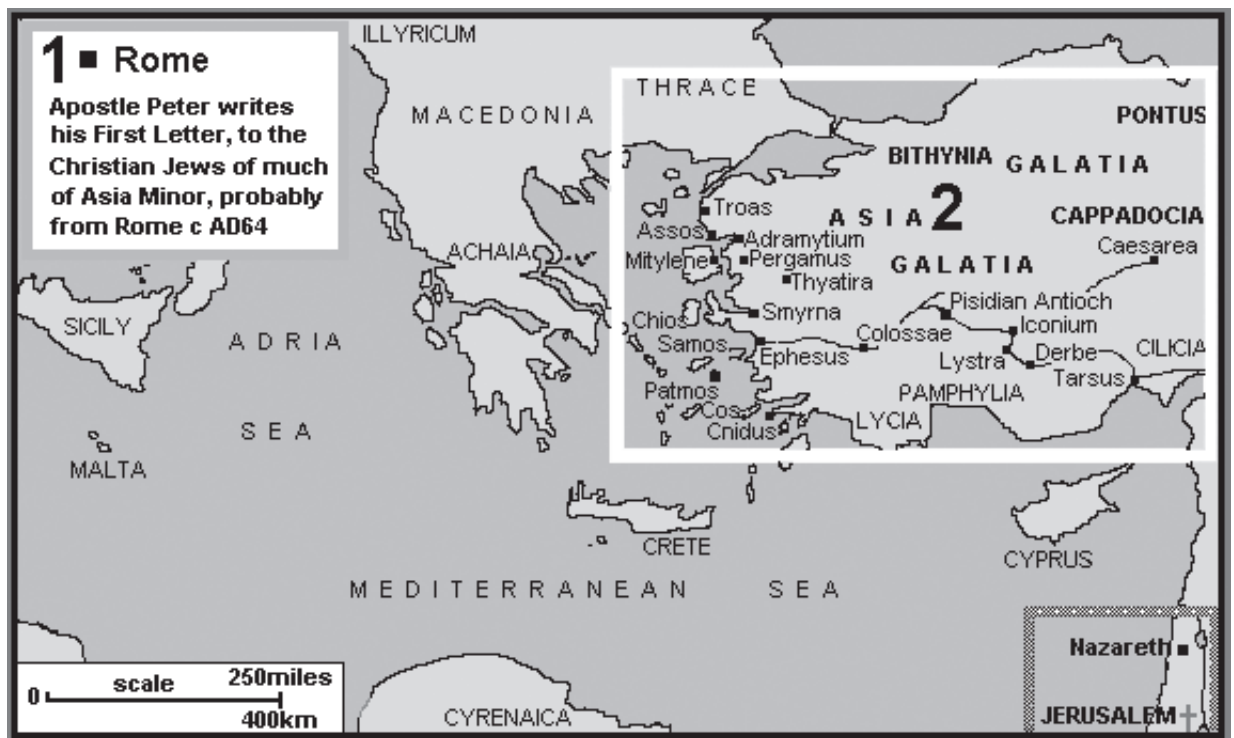 1 ■ Rome
Apostle Peter writes
his First Letter, to the
Christian Jews of much
of Asia Minor, probably
from Rome c AD64
ILLYRICUM
THRACE
MACEDONIA
PONTUS
BITHYNIA
GALATIA
ASIA
2
CAPPADOCIA
Troas
Assos
Adramytium
Caesarea
ACHAIA
Mitylene
Pergamus
GALATIA
Thyatira
Pisidian Antioch
SICILY
ADRIA
Chios
Smyrna
Iconium
Samos
Colossae
Ephesus
Lystra
Derbe
CILICIA
Tarsus
Patmos
PAMPHYLIA
Cos
LYCIA
Cnidus
SEA
MALTA
CRETE
CYPRUS
MEDITERRANEAN SEA
Nazareth
250miles
scale
0
400km
CYRENAICA
JERUSALEM